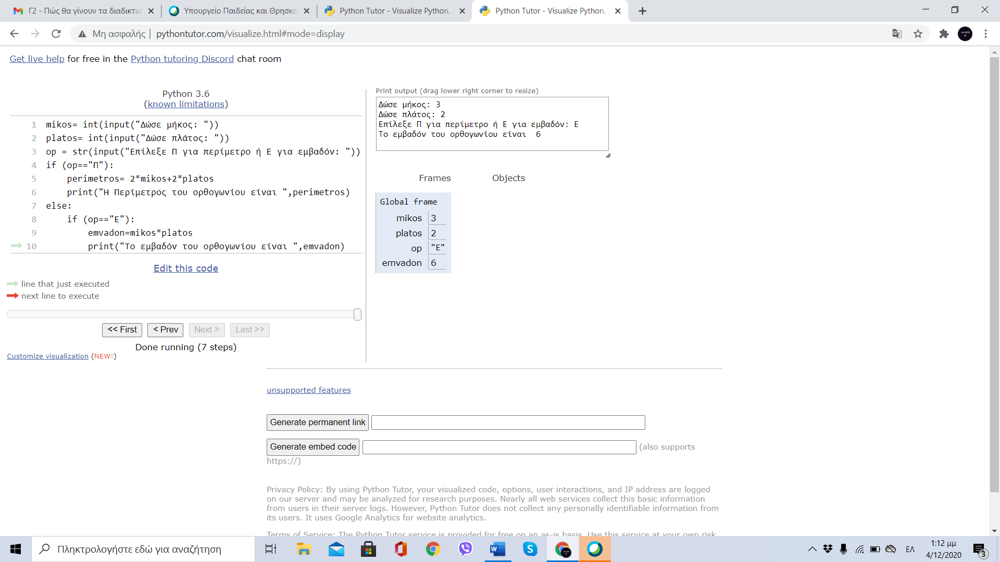 Γ2 - Πώς θα γίνουν τα διαδικτυα
Υπουργείο Παιδείας και Θρησκε
Python Tutor - Visualize Python,
Python Tutor - Visualize Python,
Μη ασφαλής | pythontutor.com/visualize.html#mode=display
Get live help for free in the Python tutoring Discord chat room
Python 3.6
(known limitations)
1 mikos= int(input("Δώσε μήκος: "))
2 platos= int(input("Δώσε πλάτος: "))
3 op = str(input("Επίλεξε Π για περίμετρο ή Ε για εμβαδόν: "))
4 if (op=="Π"):
5 perimetros= 2*mikos+2*platos
6 print("Η Περίμετρος του ορθογωνίου είναι ",perimetros)
7 else:
8 if (op=="Ε"):
9 emvadon=mikos*platos
10 print("Το εμβαδόν του ορθογωνίου είναι ",emvadon)
Edit this code
line that just executed
next line to execute
<< First < Prev Next > Last >>
Done running (7 steps)
Customize visualization (NEW!)
Print output (drag lower right corner to resize)
Δώσε μήκος: 3
Δώσε πλάτος: 2
Επίλεξε Π για περίμετρο ή Ε για εμβαδόν: Ε
Το εμβαδόν του ορθογωνίου είναι  6
Frames Objects
Global frame
mikos 3
platos 2
op "Ε"
emvadon 6
unsupported features
Generate permanent link
Generate embed code (also supports
https://)
Privacy Policy: By using Python Tutor, your visualized code, options, user interactions, and IP address are logged
on our server and may be analyzed for research purposes. Nearly all web services collect this basic information
from users in their server logs. However, Python Tutor does not collect any personally identifiable information from
its users. It uses Google Analytics for website analytics.
Terms of Service: The Python Tutor service is provided for free on an as-is basis. Use this service at your own risk.
Πληκτρολογήστε εδώ για αναζήτηση
ΕΛ
1:12 μμ
4/12/2020
3